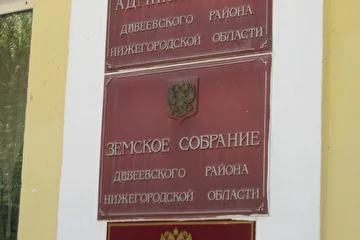 ДИВЕЕВСКОГО РАЙОНА
НИЖЕГОРОДСКОЙ ОБЛАСТИ
ЗЕМСКОЕ СОБРАНИЕ
ДИВЕЕВСКОГО РАЙОНА
НИЖЕГОРОДСКОЙ ОБЛАСТИ